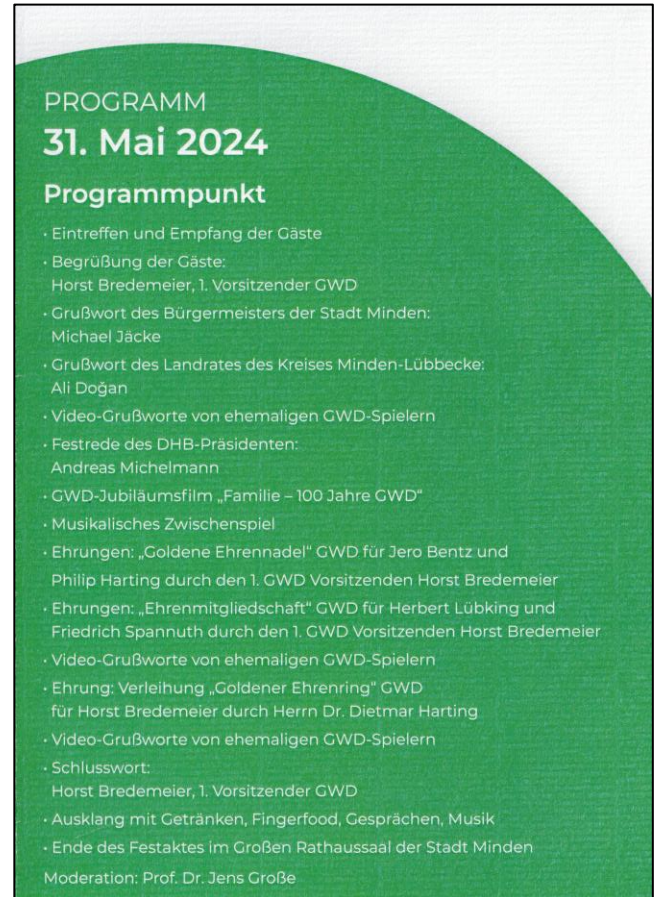 PROGRAMM
31. Mai 2024
Programmpunkt
· Eintreffen und Empfang der Gäste
· Begrüßung der Gäste:
Horst Bredemeier, 1. Vorsitzender GWD
· Grußwort des Bürgermeisters der Stadt Minden:
Michael Jäcke
· Grußwort des Landrates des Kreises Minden-Lübbecke:
Ali Doğan
· Video-Grußworte von ehemaligen GWD-Spielern
· Festrede des DHB-Präsidenten:
Andreas Michelmann
· GWD-Jubiläumsfilm „Familie – 100 Jahre GWD“
· Musikalisches Zwischenspiel
· Ehrungen: „Goldene Ehrennadel“ GWD für Jero Bentz und
Philip Harting durch den 1. GWD Vorsitzenden Horst Bredemeier
· Ehrungen: „Ehrenmitgliedschaft“ GWD für Herbert Lübking und
Friedrich Spannuth durch den 1. GWD Vorsitzenden Horst Bredemeier
· Video-Grußworte von ehemaligen GWD-Spielern
· Ehrung: Verleihung „Goldener Ehrenring“ GWD
für Horst Bredemeier durch Herrn Dr. Dietmar Harting
· Video-Grußworte von ehemaligen GWD-Spielern
· Schlusswort:
Horst Bredemeier, 1. Vorsitzender GWD
· Ausklang mit Getränken, Fingerfood, Gesprächen, Musik
· Ende des Festaktes im Großen Rathaussaal der Stadt Minden
Moderation: Prof. Dr. Jens Große